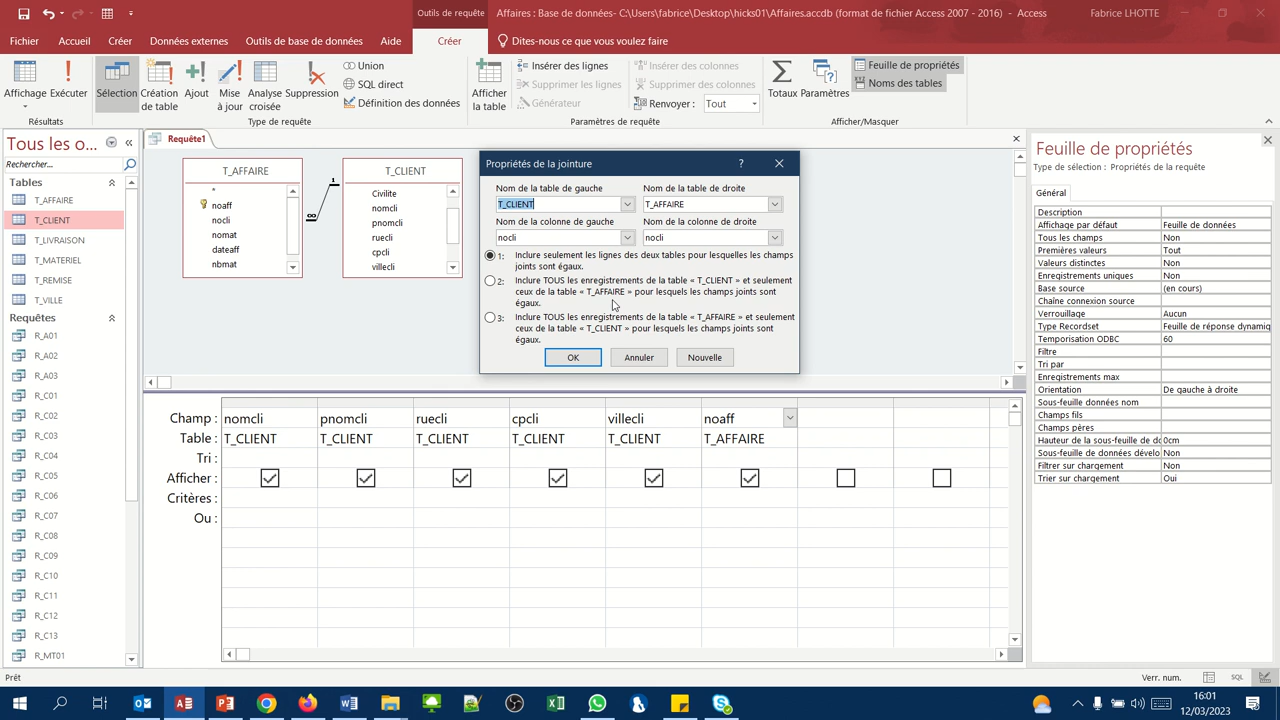 Outils de requête
Affaires : Base de données- C:\Users\fabrice\Desktop\hicks01\Affaires.accdb (format de fichier Access 2007 - 2016) - Access
Fabrice LHOTTE
Fichier
Accueil
Créer
Données externes
Outils de base de données
Aide
Créer
Dites-nous ce que vous voulez faire
Affichage
Exécuter
Résultats
Sélection
Création de table
Ajout
Mise à jour
Analyse croisée
Suppression
Union
SQL direct
Définition des données
Type de requête
Afficher la table
Insérer des lignes
Supprimer les lignes
Générateur
Insérer des colonnes
Supprimer des colonnes
Renvoyer : Tout
Paramètres de requête
Totaux
Paramètres
Feuille de propriétés
Noms des tables
Afficher/Masquer
Tous les o...
Rechercher...
Tables
T_AFFAIRE
T_CLIENT
T_LIVRAISON
T_MATERIEL
T_REMISE
T_VILLE
Requêtes
R_A01
R_A02
R_A03
R_C01
R_C02
R_C03
R_C04
R_C05
R_C06
R_C07
R_C08
R_C09
R_C10
R_C11
R_C12
R_C13
R_MT01
Requête1
T_AFFAIRE
*
noaff
nocli
nomat
dateaff
nbmat
∞
1
T_CLIENT
Civilite
nomcli
pnomcli
ruecli
cpcli
villecli
Propriétés de la jointure
?
Nom de la table de gauche
Nom de la table de droite
T_CLIENT
T_AFFAIRE
Nom de la colonne de gauche
Nom de la colonne de droite
nocli
nocli
1: Inclure seulement les lignes des deux tables pour lesquelles les champs
joints sont égaux.
2: Inclure TOUS les enregistrements de la table « T_CLIENT » et seulement
ceux de la table « T_AFFAIRE » pour lesquels les champs joints sont
égaux.
3: Inclure TOUS les enregistrements de la table « T_AFFAIRE » et seulement
ceux de la table « T_CLIENT » pour lesquels les champs joints sont
égaux.
OK
Annuler
Nouvelle
Champ : nomcli pnomcli ruecli cpcli villecli noaff
Table : T_CLIENT T_CLIENT T_CLIENT T_CLIENT T_CLIENT T_AFFAIRE
Tri :
Afficher :
Critères :
Ou :
Feuille de propriétés
Type de sélection : Propriétés de la requête
Général
Description
Affichage par défaut Feuille de données
Tous les champs Non
Premières valeurs Tout
Valeurs distinctes Non
Enregistrements uniques Non
Base source (en cours)
Chaîne connexion source
Verrouillage Aucun
Type Recordset Feuille de réponse dynamiq
Temporisation ODBC 60
Filtre
Tri par
Enregistrements max
Orientation De gauche à droite
Sous-feuille données nom
Champs fils
Champs pères
Hauteur de la sous-feuille de do 0cm
Sous-feuille de données dévelo Non
Filtrer sur chargement Non
Trier sur chargement Oui
Prêt
Verr. num.
SQL
16:01
12/03/2023